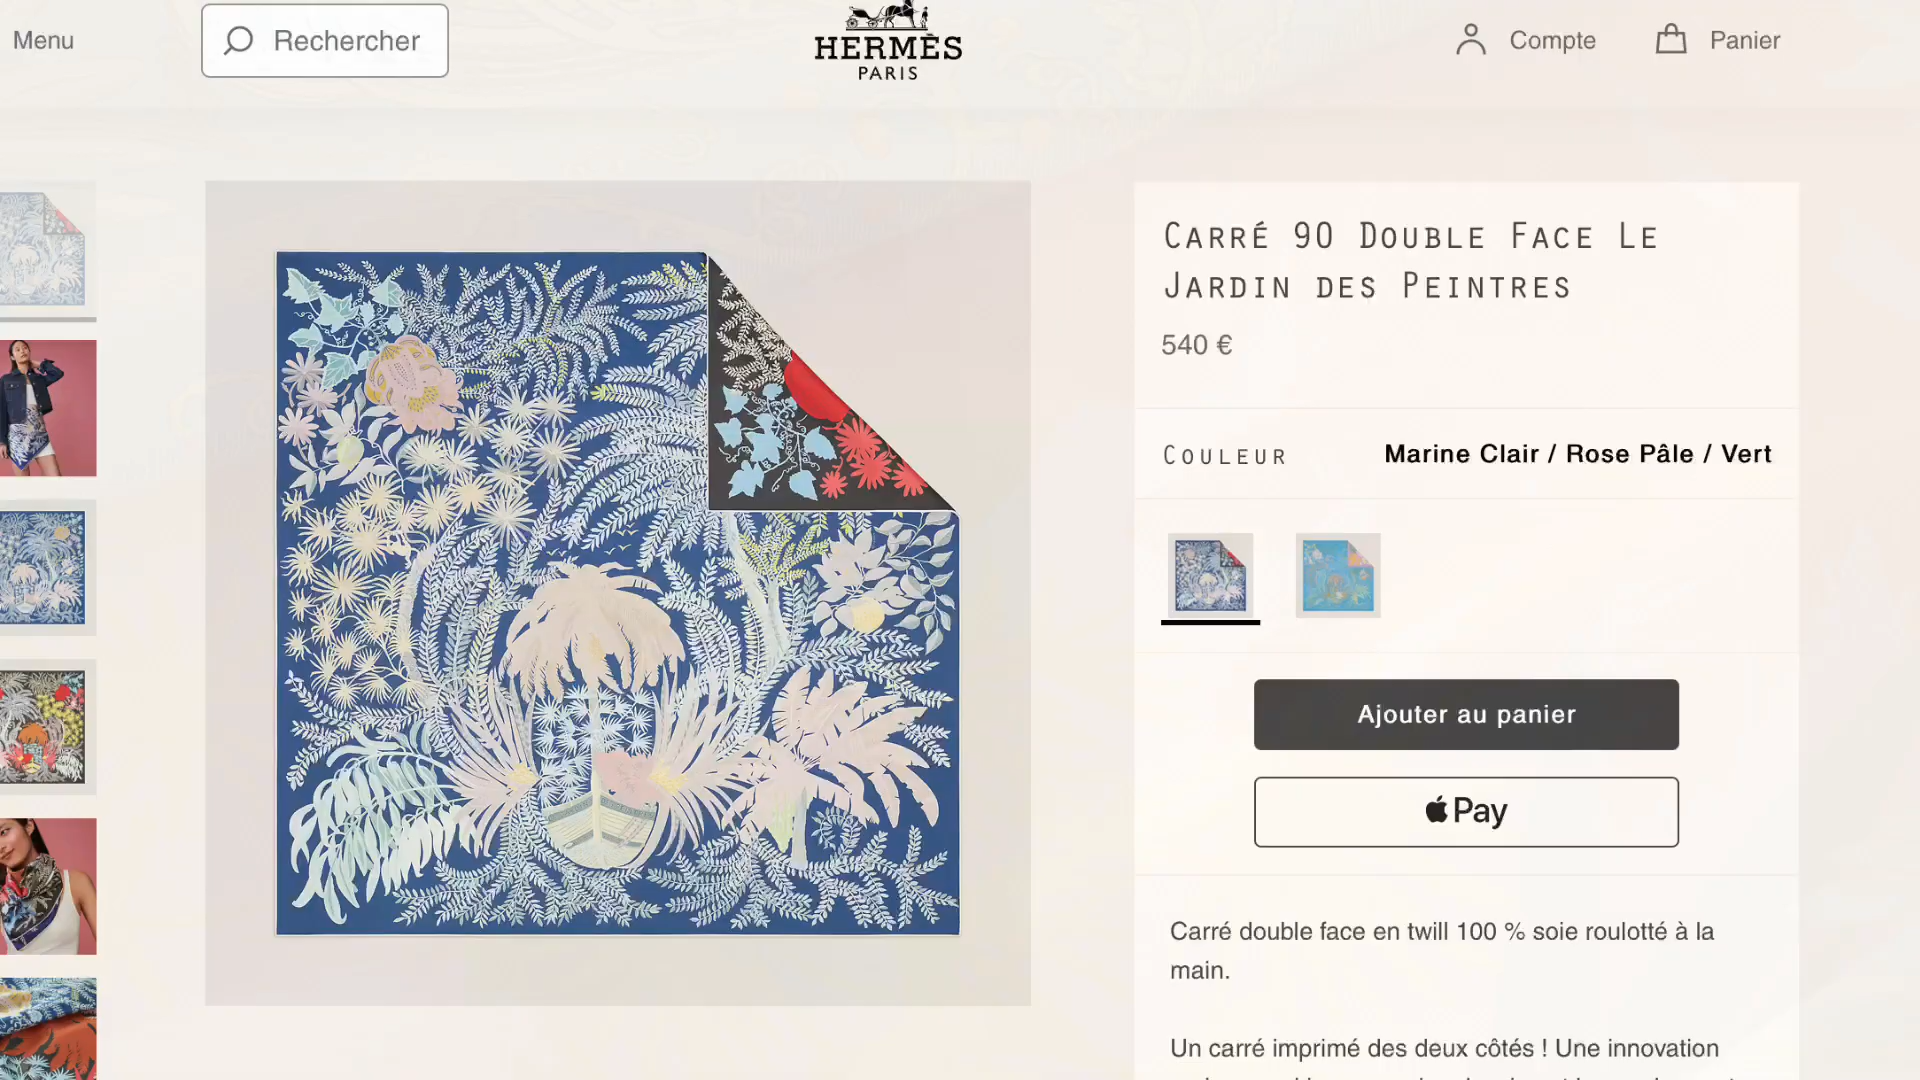 Menu
Rechercher
HERMÈS
PARIS
Compte
Panier
Carré 90 Double Face Le
Jardin des Peintres
540 €
Couleur
Marine Clair / Rose Pâle / Vert
Ajouter au panier
Pay
Carré double face en twill 100 % soie roulotté à la
main.
Un carré imprimé des deux côtés ! Une innovation